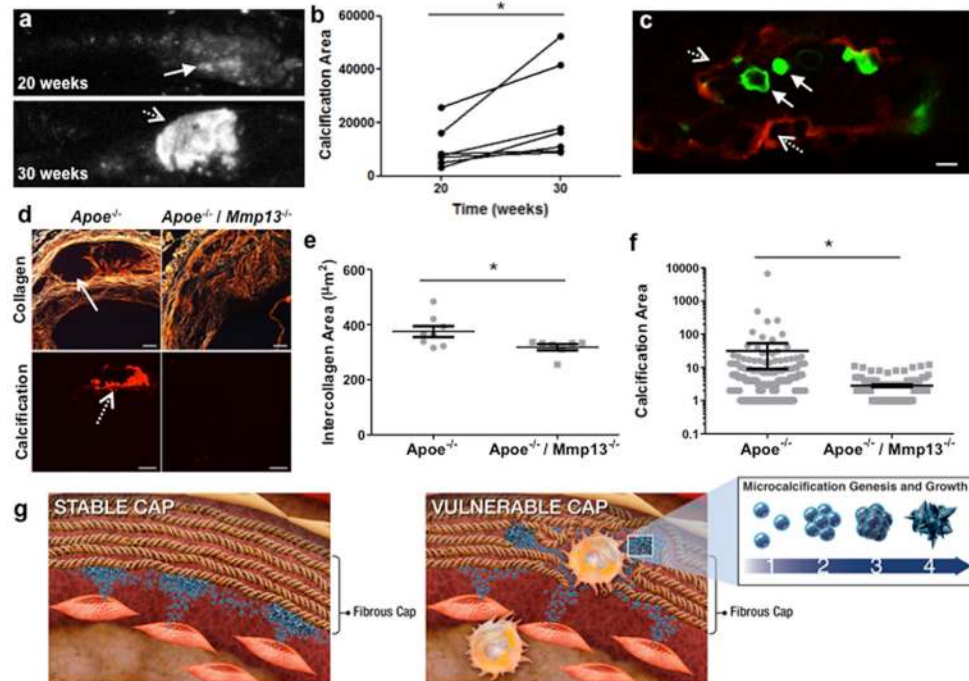 a
20 weeks
30 weeks
b
Calcification Area
60000
40000
20000
0
*
20
30
Time (weeks)
c
d
Apoe-/-
Apoe-/- / Mmp13-/-
Collagen
Calcification
e
Intercollagen Area (µm²)
600
400
200
0
*
Apoe-/-
Apoe-/- / Mmp13-/-
f
Calcification Area
10000
1000
100
10
1
0.1
*
Apoe-/-
Apoe-/- / Mmp13-/-
g
STABLE CAP
Fibrous Cap
VULNERABLE CAP
Fibrous Cap
Microcalcification Genesis and Growth
1
2
3
4